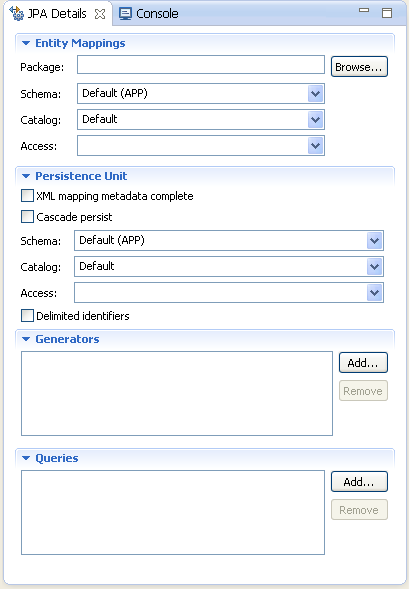 JPA Details Console
Entity Mappings
Package: Browse...
Schema: Default (APP)
Catalog: Default
Access:
Persistence Unit
XML mapping metadata complete
Cascade persist
Schema: Default (APP)
Catalog: Default
Access:
Delimited identifiers
Generators
Add...
Remove
Queries
Add...
Remove